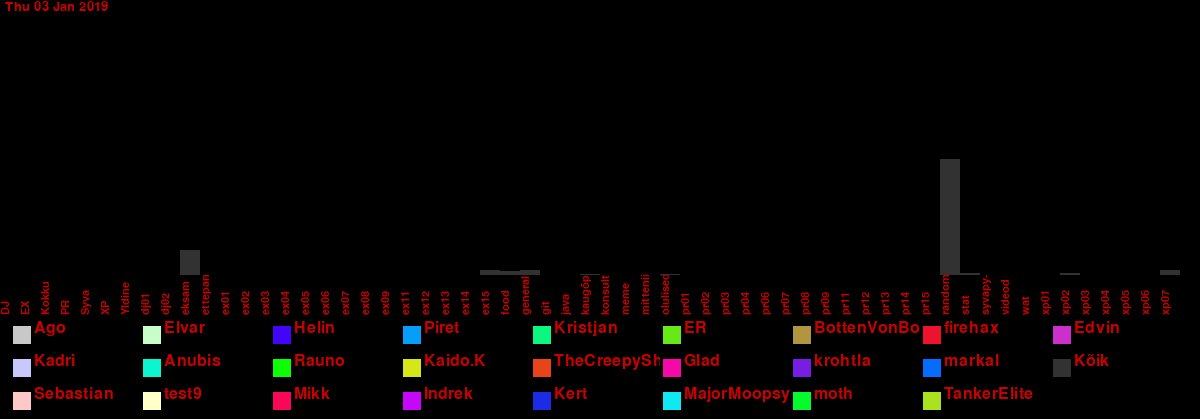 Thu 03 Jan 2019
DJ
EX
Kokku
PR
Syva
XP
Yldine
dj01
dj02
eksam
ettepan
ex01
ex02
ex03
ex04
ex05
ex06
ex07
ex08
ex09
ex11
ex12
ex13
ex14
ex15
food
general
git
java
kaugõp
konsult
meme
mitteinii
olulised
pr01
pr02
pr03
pr04
pr06
pr07
pr08
pr09
pr11
pr12
pr13
pr14
pr15
random
stat
syvapy-
videod
wat
xp01
xp02
xp03
xp04
xp05
xp06
xp07
Ago Elvar Helin Piret Kristjan ER BottenVonBo firehax Edvin
Kadri Anubis Rauno Kaido.K TheCreepySh Glad krohtla markal Kõik
Sebastian test9 Mikk Indrek Kert MajorMoopsy moth TankerElite